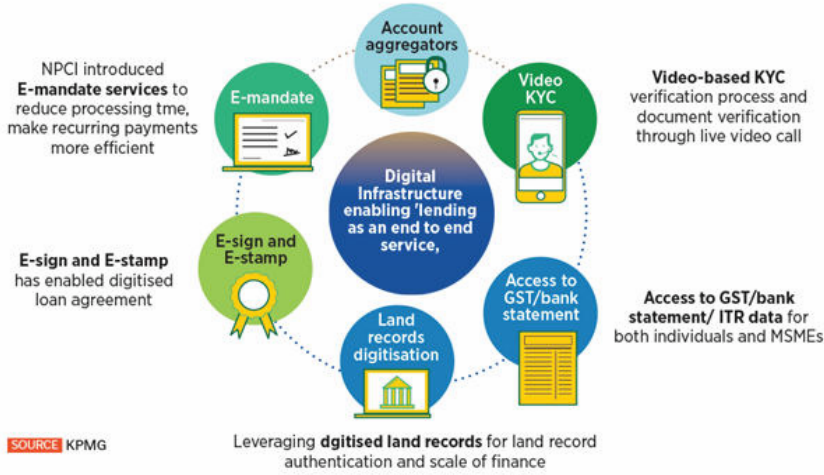 Account
aggregators
NPCI introduced
E-mandate services to
reduce processing tme,
make recurring payments
more efficient
E-mandate
Video
KYC
Video-based KYC
verification process and
document verification
through live video call
Digital
Infrastructure
enabling 'lending
as an end to end
service,
E-sign and E-stamp
has enabled digitised
loan agreement
E-sign and
E-stamp
Access to
GST/bank
statement
Access to GST/bank
statement/ ITR data for
both individuals and MSMEs
Land
records
digitisation
SOURCE KPMG
Leveraging dgitised land records for land record
authentication and scale of finance